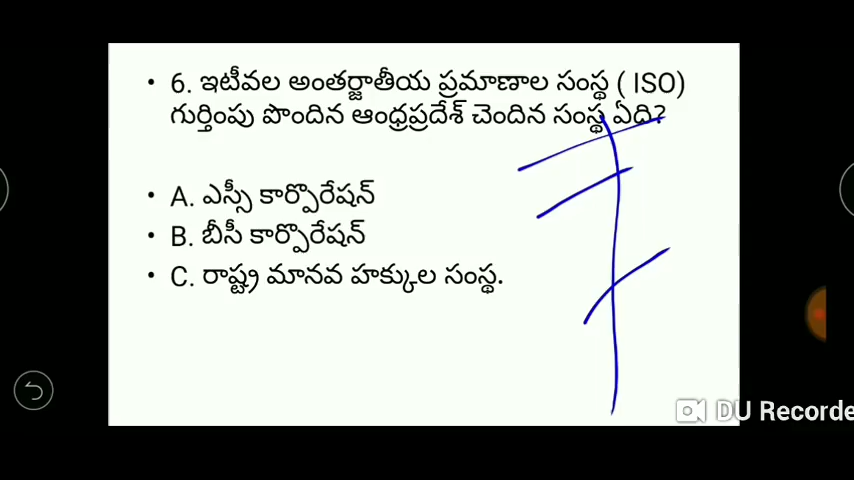 • 6. ఇటీవల అంతర్జాతీయ ప్రమాణాల సంస్థ ( ISO)
గుర్తింపు పొందిన ఆంధ్రప్రదేశ్ చెందిన సంస్థ ఏది?
• A. ఎస్సీ కార్పొరేషన్
• B. బీసీ కార్పొరేషన్
• C. రాష్ట్ర మానవ హక్కుల సంస్థ.
DU Recorde